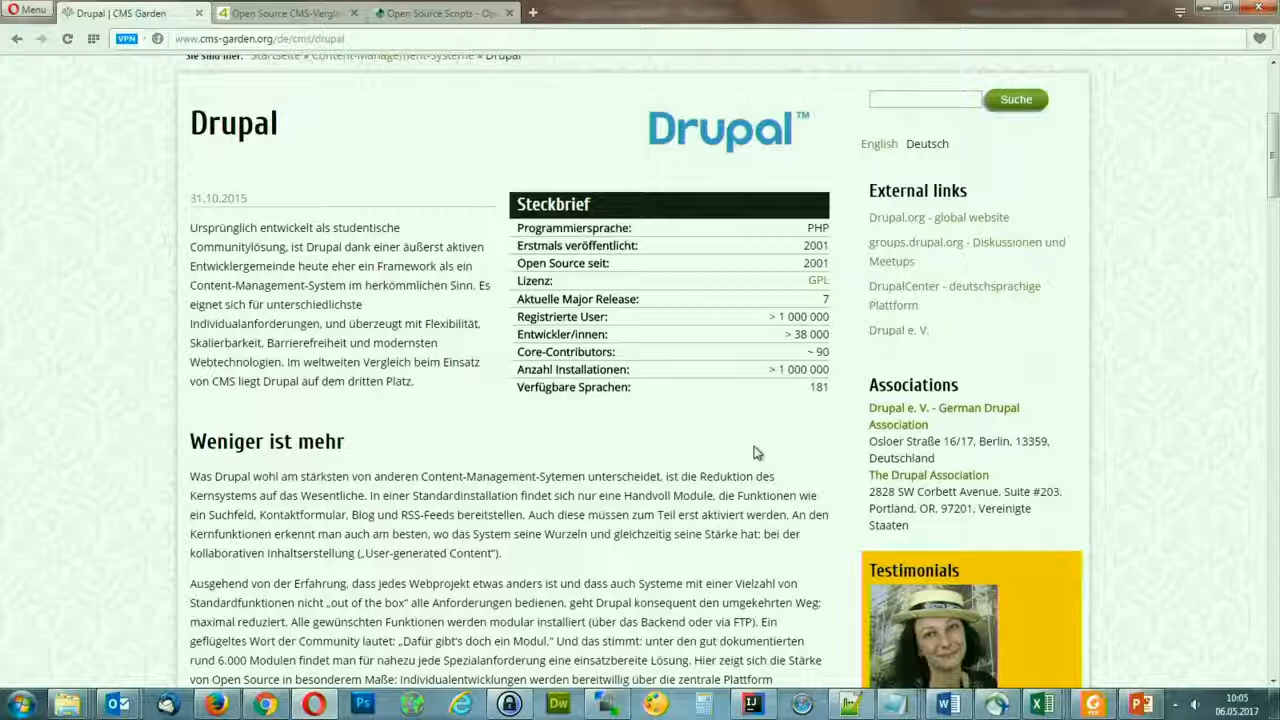 Menu
Drupal | CMS Garden
Open Source CMS-Vergle
Open Source Scripts - Op
VPN
www.cms-garden.org/de/cms/drupal
Sie sind hier: Startseite » Content-Management-Systeme » Drupal
Drupal
Drupal™
Suche
English Deutsch
31.10.2015
Ursprünglich entwickelt als studentische
Communitylösung, ist Drupal dank einer äußerst aktiven
Entwicklergemeinde heute eher ein Framework als ein
Content-Management-System im herkömmlichen Sinn. Es
eignet sich für unterschiedlichste
Individualanforderungen, und überzeugt mit Flexibilität,
Skalierbarkeit, Barrierefreiheit und modernsten
Webtechnologien. Im weltweiten Vergleich beim Einsatz
von CMS liegt Drupal auf dem dritten Platz.
Steckbrief
Programmiersprache: PHP
Erstmals veröffentlicht: 2001
Open Source seit: 2001
Lizenz: GPL
Aktuelle Major Release: 7
Registrierte User: > 1 000 000
Entwickler/innen: > 38 000
Core-Contributors: ~ 90
Anzahl Installationen: > 1 000 000
Verfügbare Sprachen: 181
Weniger ist mehr
Was Drupal wohl am stärksten von anderen Content-Management-Sytemen unterscheidet, ist die Reduktion des
Kernsystems auf das Wesentliche. In einer Standardinstallation findet sich nur eine Handvoll Module, die Funktionen wie
ein Suchfeld, Kontaktformular, Blog und RSS-Feeds bereitstellen. Auch diese müssen zum Teil erst aktiviert werden. An den
Kernfunktionen erkennt man auch am besten, wo das System seine Wurzeln und gleichzeitig seine Stärke hat: bei der
kollaborativen Inhaltserstellung („User-generated Content“).
Ausgehend von der Erfahrung, dass jedes Webprojekt etwas anders ist und dass auch Systeme mit einer Vielzahl von
Standardfunktionen nicht „out of the box“ alle Anforderungen bedienen, geht Drupal konsequent den umgekehrten Weg:
maximal reduziert. Alle gewünschten Funktionen werden modular installiert (über das Backend oder via FTP). Ein
geflügeltes Wort der Community lautet: „Dafür gibt's doch ein Modul.“ Und das stimmt: unter den gut dokumentierten
rund 6.000 Modulen findet man für nahezu jede Spezialanforderung eine einsatzbereite Lösung. Hier zeigt sich die Stärke
von Open Source in besonderem Maße: Individualentwicklungen werden bereitwillig über die zentrale Plattform
External links
Drupal.org - global website
groups.drupal.org - Diskussionen und
Meetups
DrupalCenter - deutschsprachige
Plattform
Drupal e. V.
Associations
Drupal e. V. - German Drupal
Association
Osloer Straße 16/17, Berlin, 13359,
Deutschland
The Drupal Association
2828 SW Corbett Avenue. Suite #203.
Portland, OR, 97201, Vereinigte
Staaten
Testimonials
10:05
06.05.2017